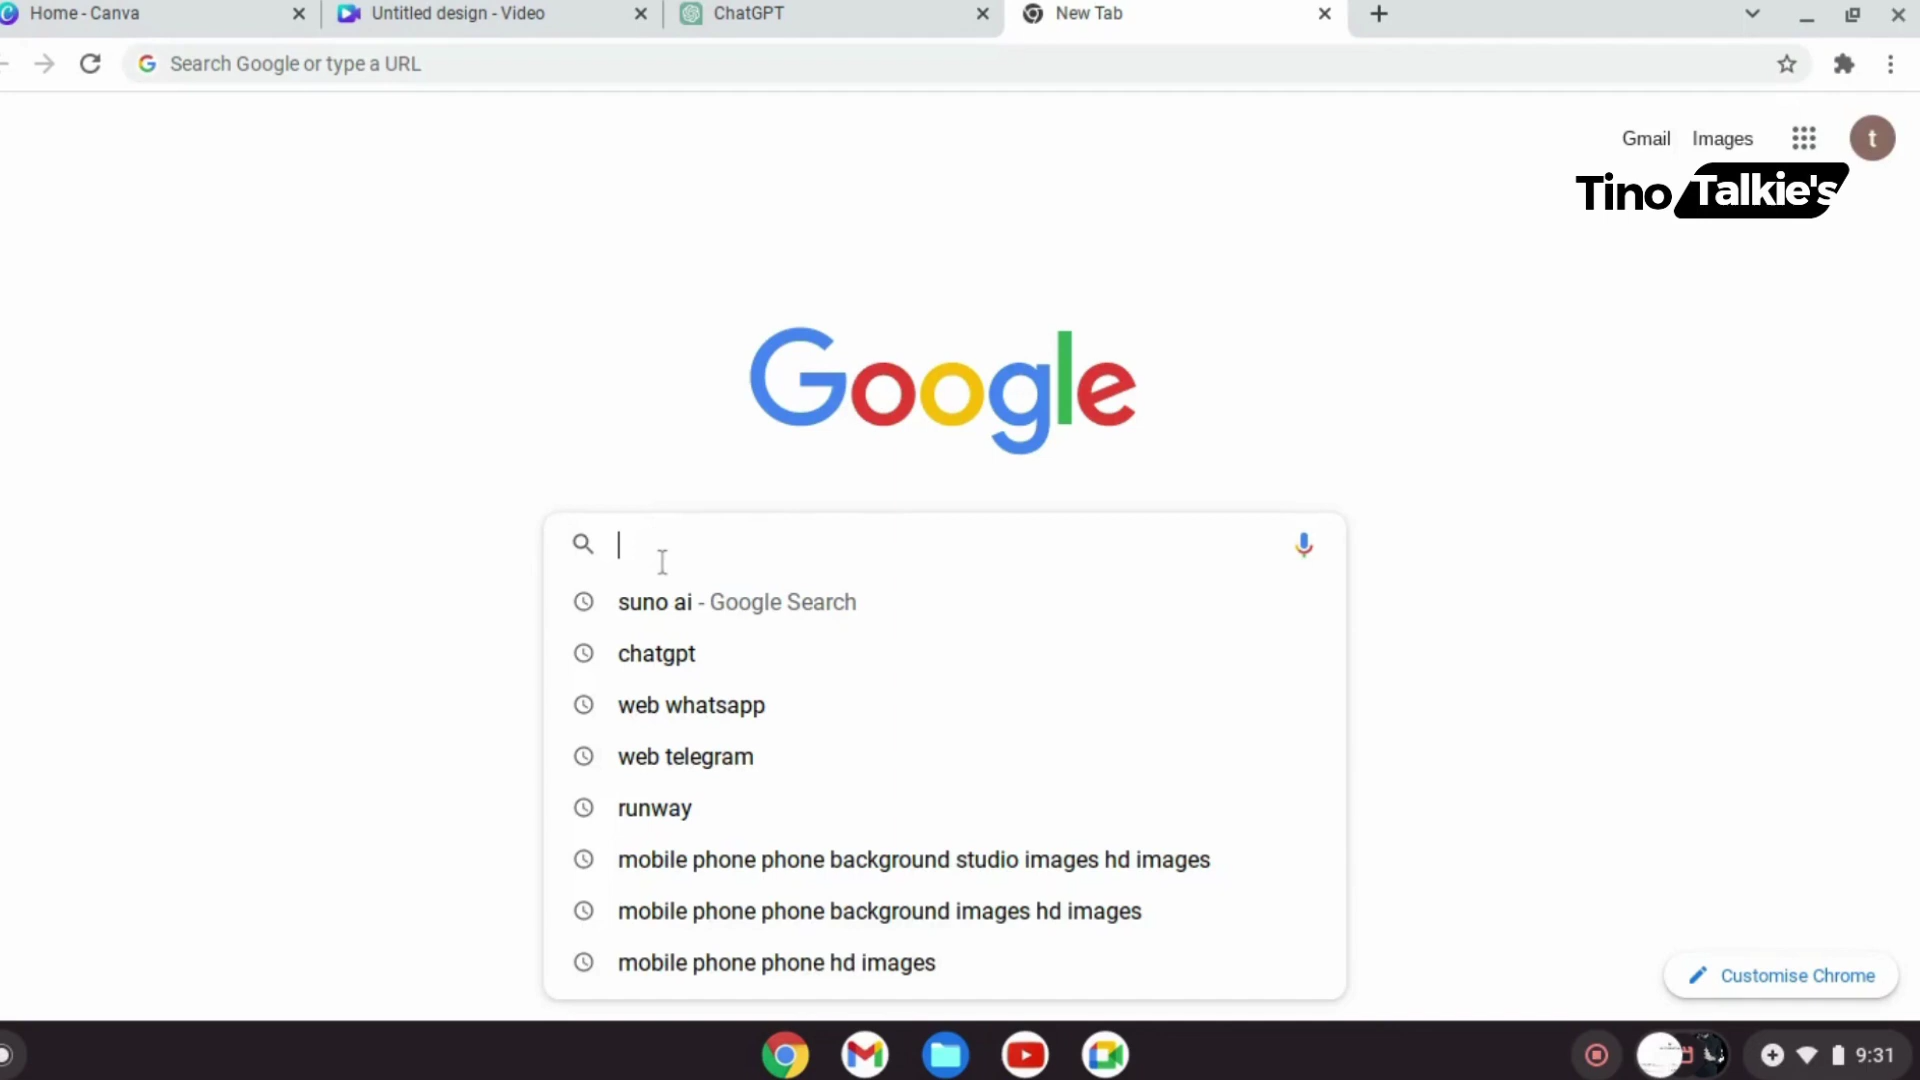 Home - Canva
Untitled design - Video
ChatGPT
New Tab
Search Google or type a URL
Gmail
Images
t
Tino Talkie's
Google
suno ai - Google Search
chatgpt
web whatsapp
web telegram
runway
mobile phone phone background studio images hd images
mobile phone phone background images hd images
mobile phone phone hd images
Customise Chrome
9:31